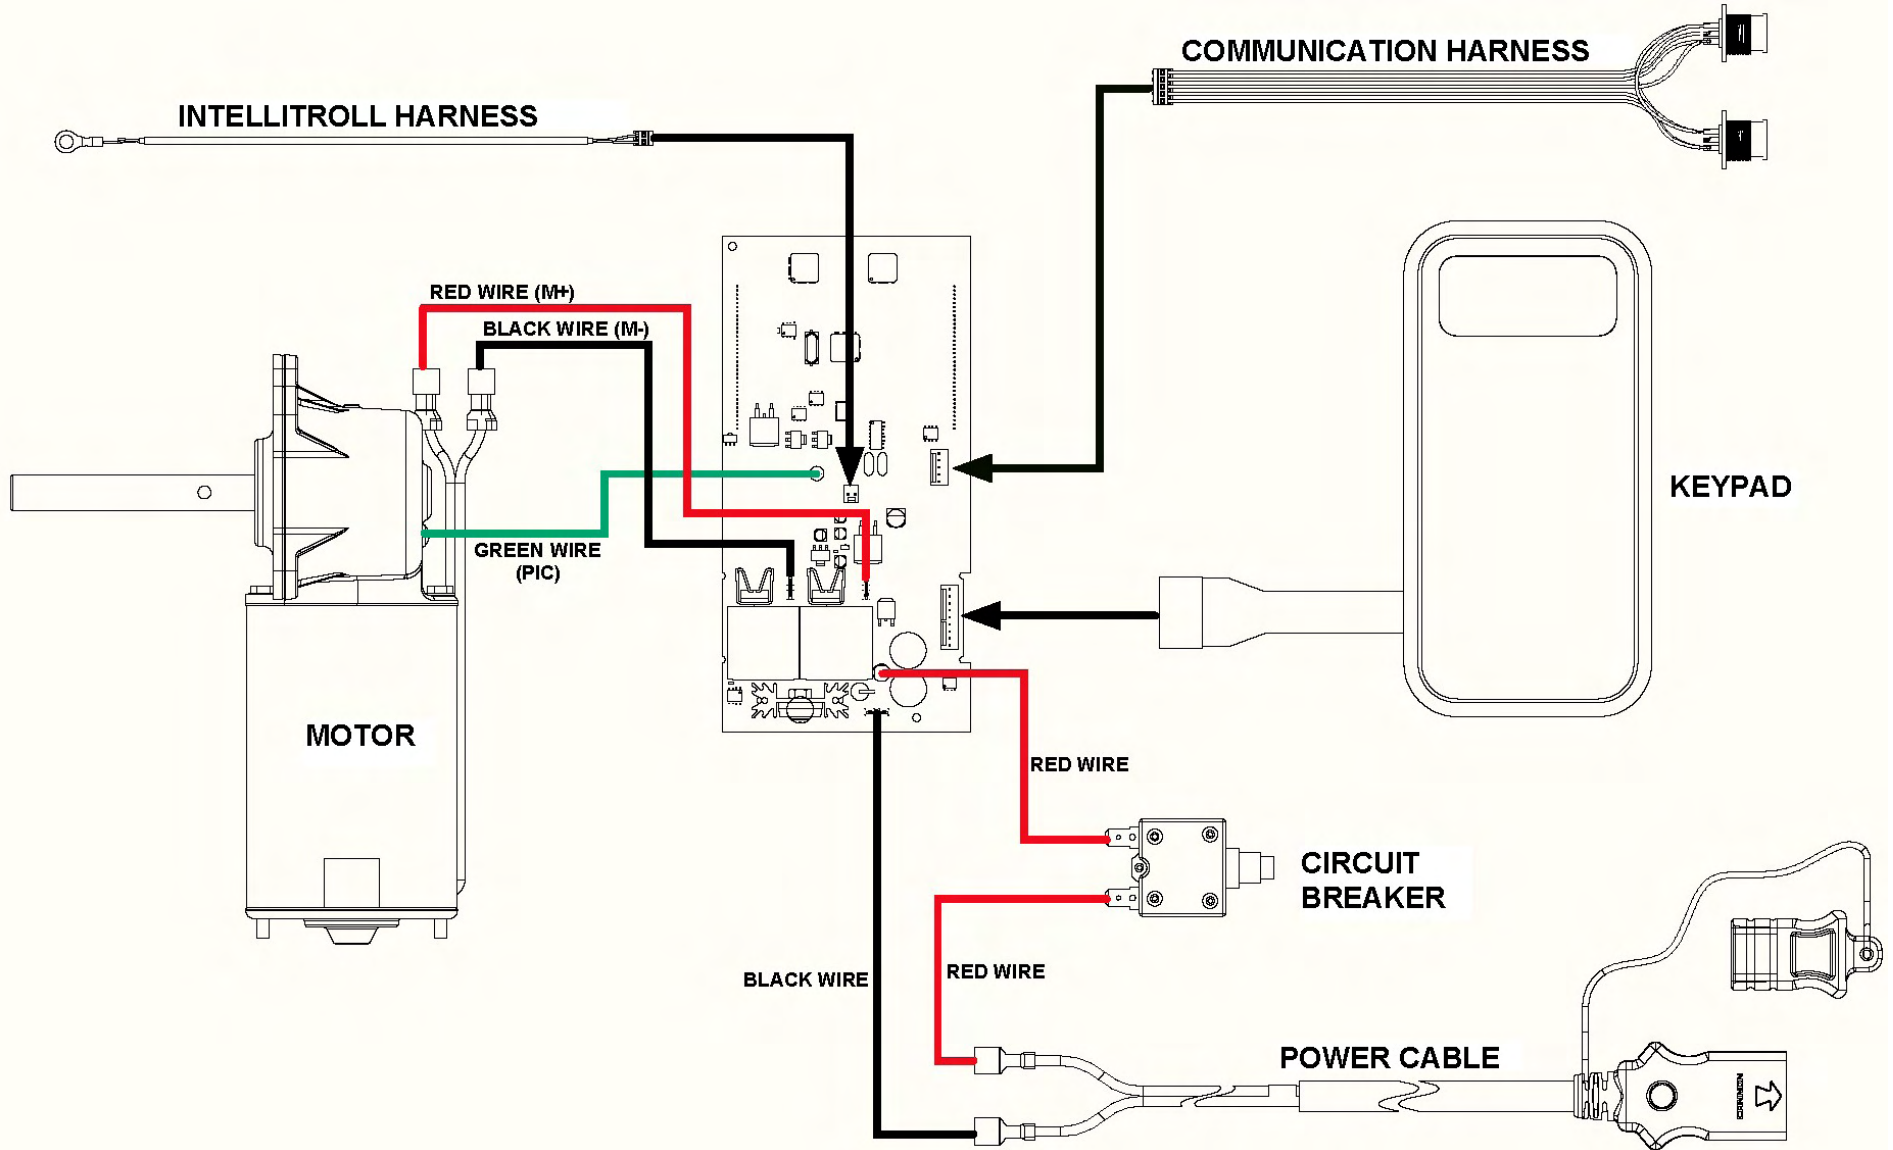 COMMUNICATION HARNESS
INTELLITROLL HARNESS
RED WIRE (M+)
BLACK WIRE (M-)
KEYPAD
GREEN WIRE
(PIC)
MOTOR
RED WIRE
CIRCUIT
BREAKER
BLACK WIRE
RED WIRE
POWER CABLE
CANNON